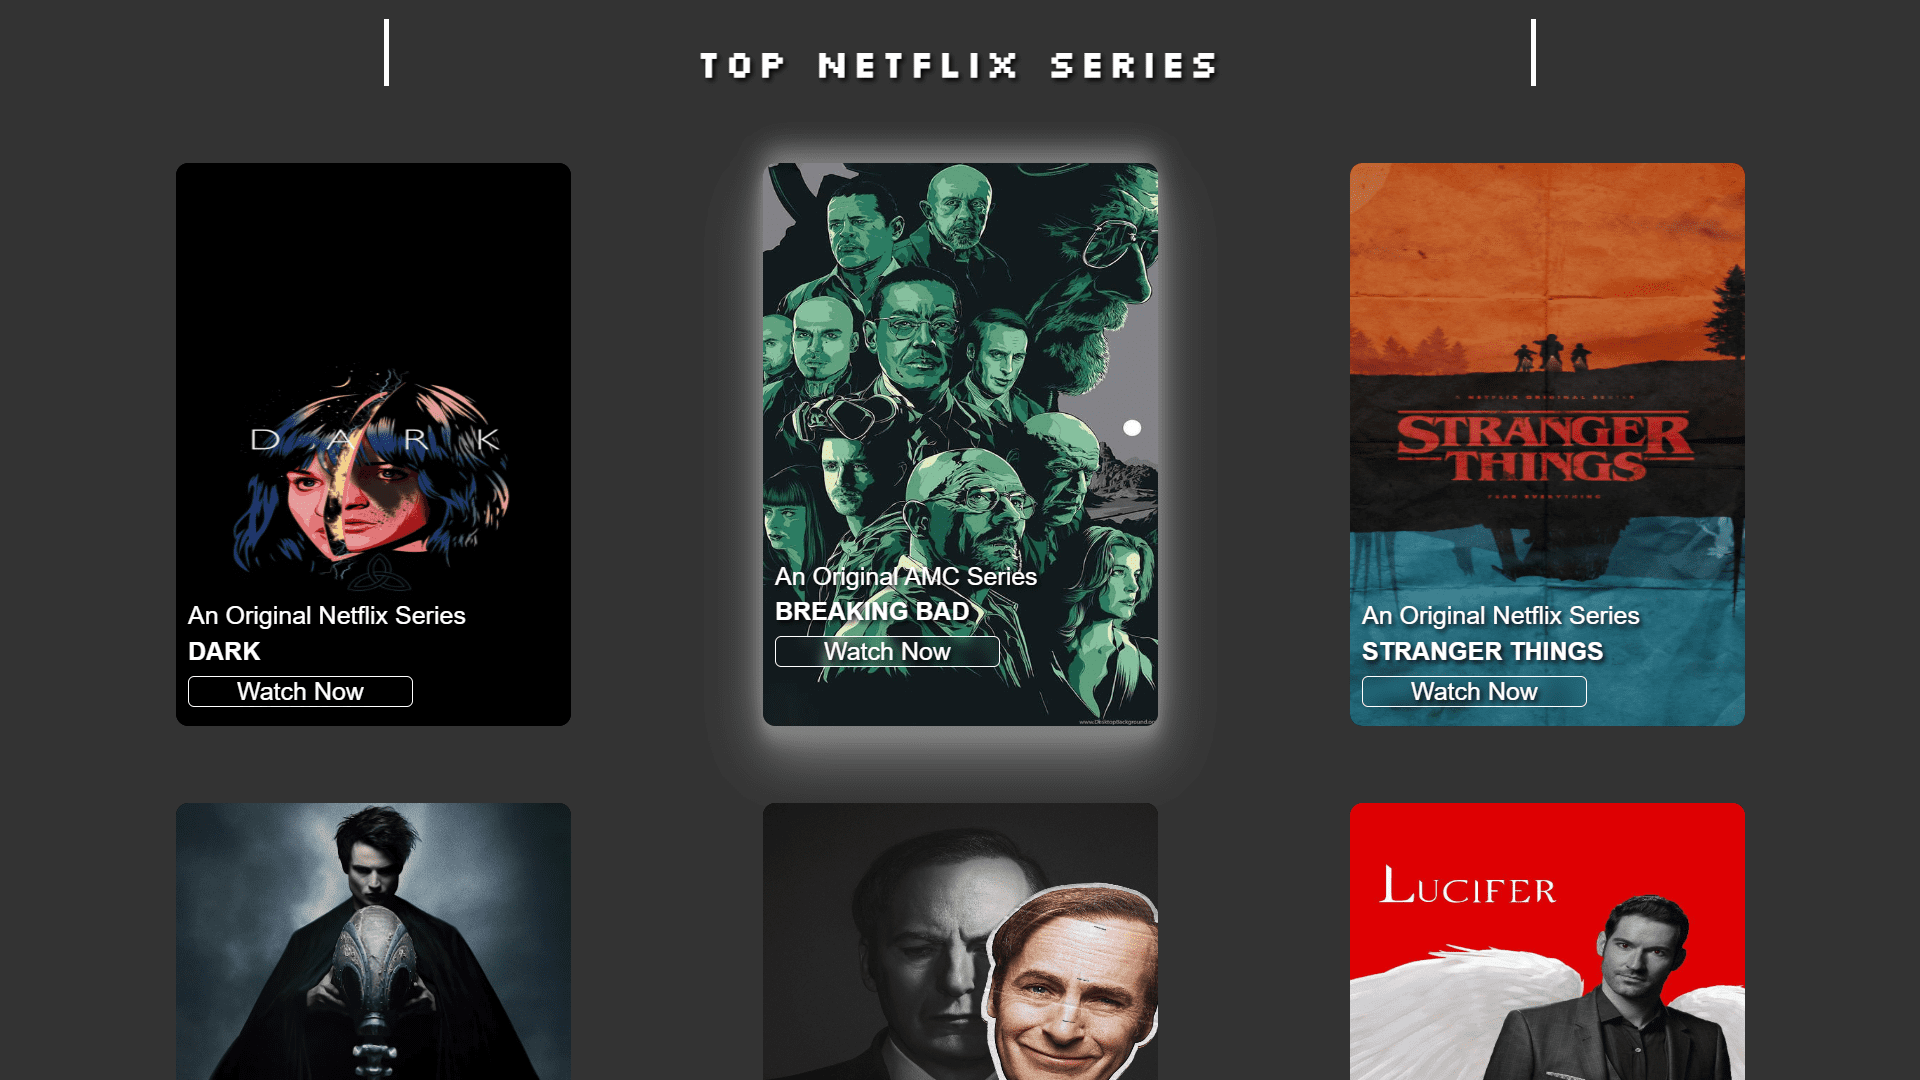 TOP NETFLIX SERIES
D A R K
An Original Netflix Series
DARK
Watch Now
An Original AMC Series
BREAKING BAD
Watch Now
A NETFLIX ORIGINAL SERIES
STRANGER
THINGS
An Original Netflix Series
STRANGER THINGS
Watch Now
LUCIFER